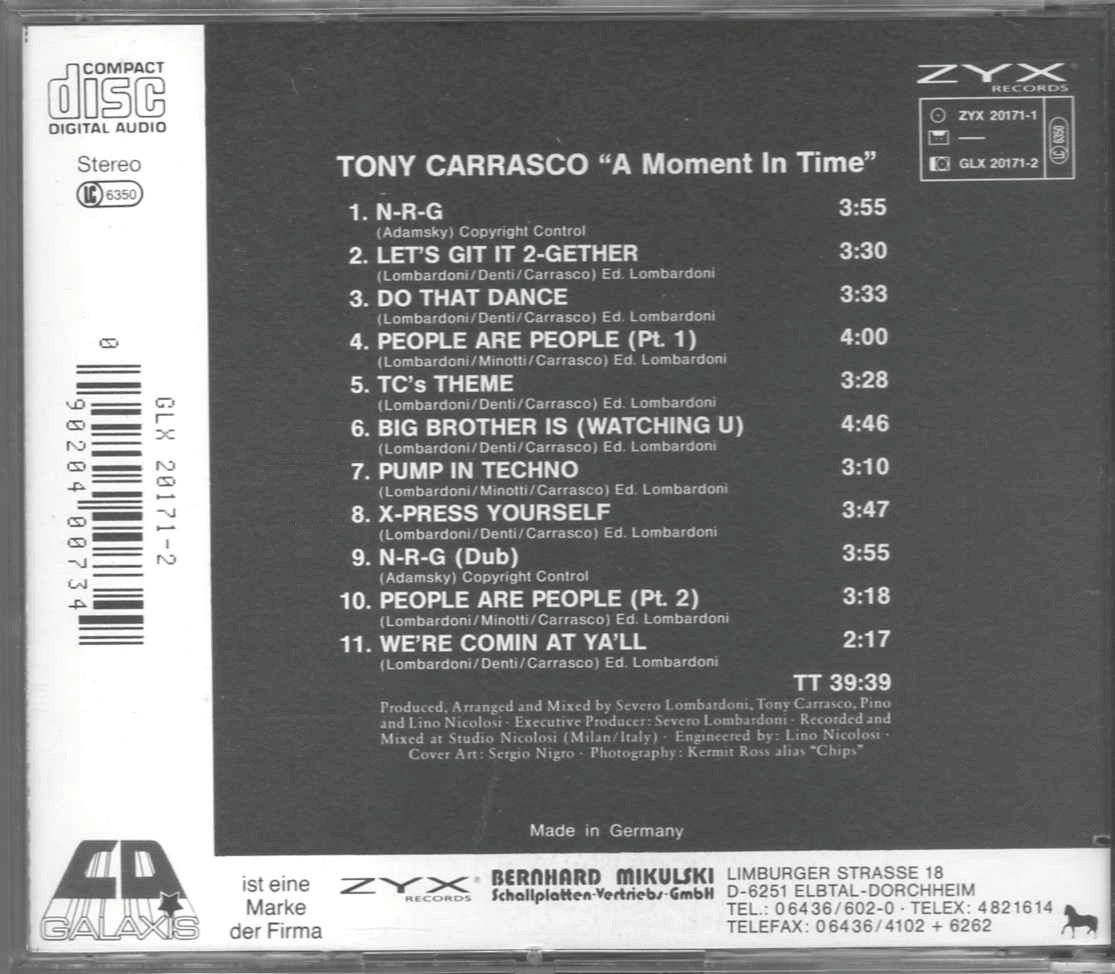 COMPACT
disc
DIGITAL AUDIO
Stereo
LC 6350
ZYX
RECORDS
ZYX 20171-1
—
GLX 20171-2
LC 6350
TONY CARRASCO “A Moment In Time”
1. N-R-G 3:55
(Adamsky) Copyright Control
2. LET'S GIT IT 2-GETHER 3:30
(Lombardoni/Denti/Carrasco) Ed. Lombardoni
3. DO THAT DANCE 3:33
(Lombardoni/Denti/Carrasco) Ed. Lombardoni
4. PEOPLE ARE PEOPLE (Pt. 1) 4:00
(Lombardoni/Minotti/Carrasco) Ed. Lombardoni
5. TC's THEME 3:28
(Lombardoni/Denti/Carrasco) Ed. Lombardoni
6. BIG BROTHER IS (WATCHING U) 4:46
(Lombardoni/Denti/Carrasco) Ed. Lombardoni
7. PUMP IN TECHNO 3:10
(Lombardoni/Minotti/Carrasco) Ed. Lombardoni
8. X-PRESS YOURSELF 3:47
(Lombardoni/Denti/Carrasco) Ed. Lombardoni
9. N-R-G (Dub) 3:55
(Adamsky) Copyright Control
10. PEOPLE ARE PEOPLE (Pt. 2) 3:18
(Lombardoni/Minotti/Carrasco) Ed. Lombardoni
11. WE'RE COMIN AT YA'LL 2:17
(Lombardoni/Denti/Carrasco) Ed. Lombardoni
TT 39:39
Produced, Arranged and Mixed by Severo Lombardoni, Tony Carrasco, Pino
and Lino Nicolosi · Executive Producer: Severo Lombardoni · Recorded and
Mixed at Studio Nicolosi (Milan/Italy) · Engineered by: Lino Nicolosi ·
Cover Art: Sergio Nigro · Photography: Kermit Ross alias “Chips”
Made in Germany
0
90204 00734
GLX 20171-2
CD
GALAXIS
ist eine
Marke
der Firma
ZYX
RECORDS
BERNHARD MIKULSKI
Schallplatten-Vertriebs-GmbH
LIMBURGER STRASSE 18
D-6251 ELBTAL-DORCHHEIM
TEL.: 06436/602-0 · TELEX: 4821614
TELEFAX: 06436/4102 + 6262